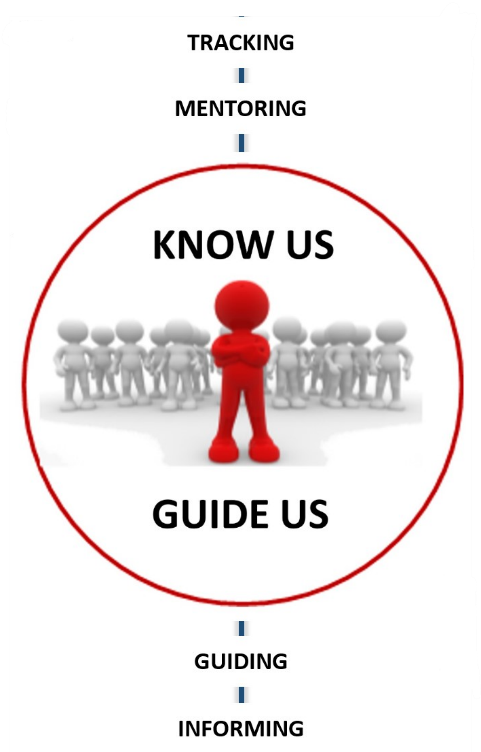 TRACKING
MENTORING
KNOW US
GUIDE US
GUIDING
INFORMING